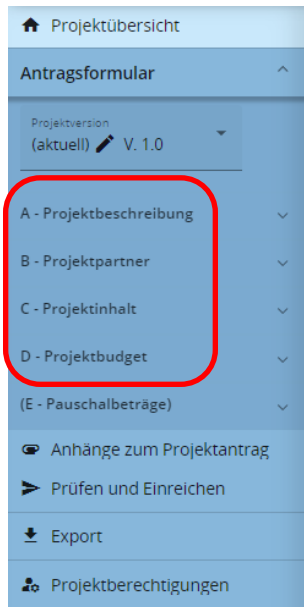 Projektübersicht
Antragsformular
Projektversion
(aktuell) V. 1.0
A - Projektbeschreibung
B - Projektpartner
C - Projektinhalt
D - Projektbudget
(E - Pauschalbeträge)
Anhänge zum Projektantrag
Prüfen und Einreichen
Export
Projektberechtigungen